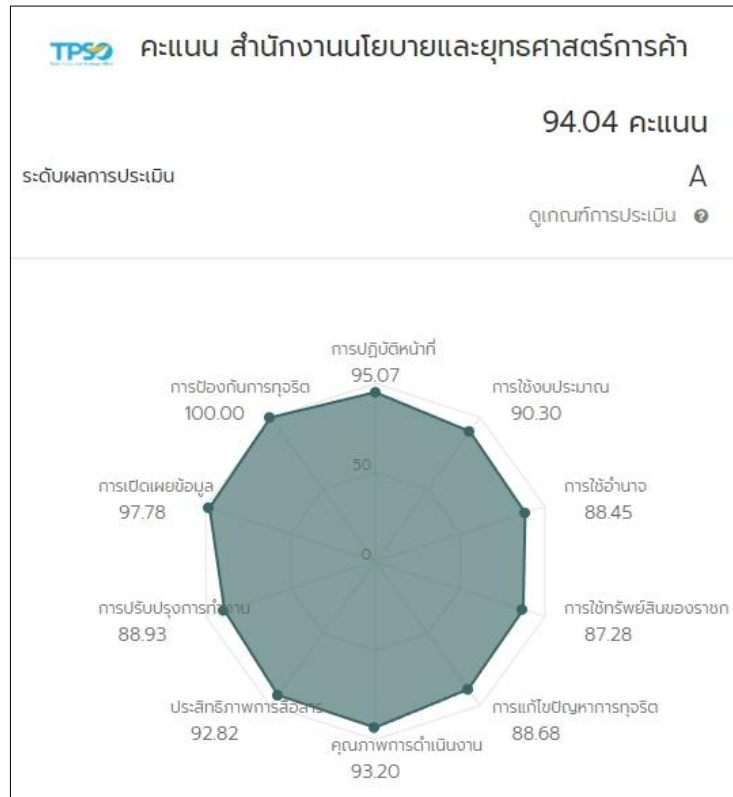 TPSO
คะแนน สำนักงานนโยบายและยุทธศาสตร์การค้า
94.04 คะแนน
ระดับผลการประเมิน
A
ดูเกณฑ์การประเมิน
การปฏิบัติหน้าที่
95.07
การใช้งบประมาณ
90.30
การใช้อำนาจ
88.45
การใช้ทรัพย์สินของราชก
87.28
การแก้ไขปัญหาการทุจริต
88.68
คุณภาพการดำเนินงาน
93.20
ประสิทธิภาพการสื่อสาร
92.82
การปรับปรุงการทำงาน
88.93
การเปิดเผยข้อมูล
97.78
การป้องกันการทุจริต
100.00
50
0